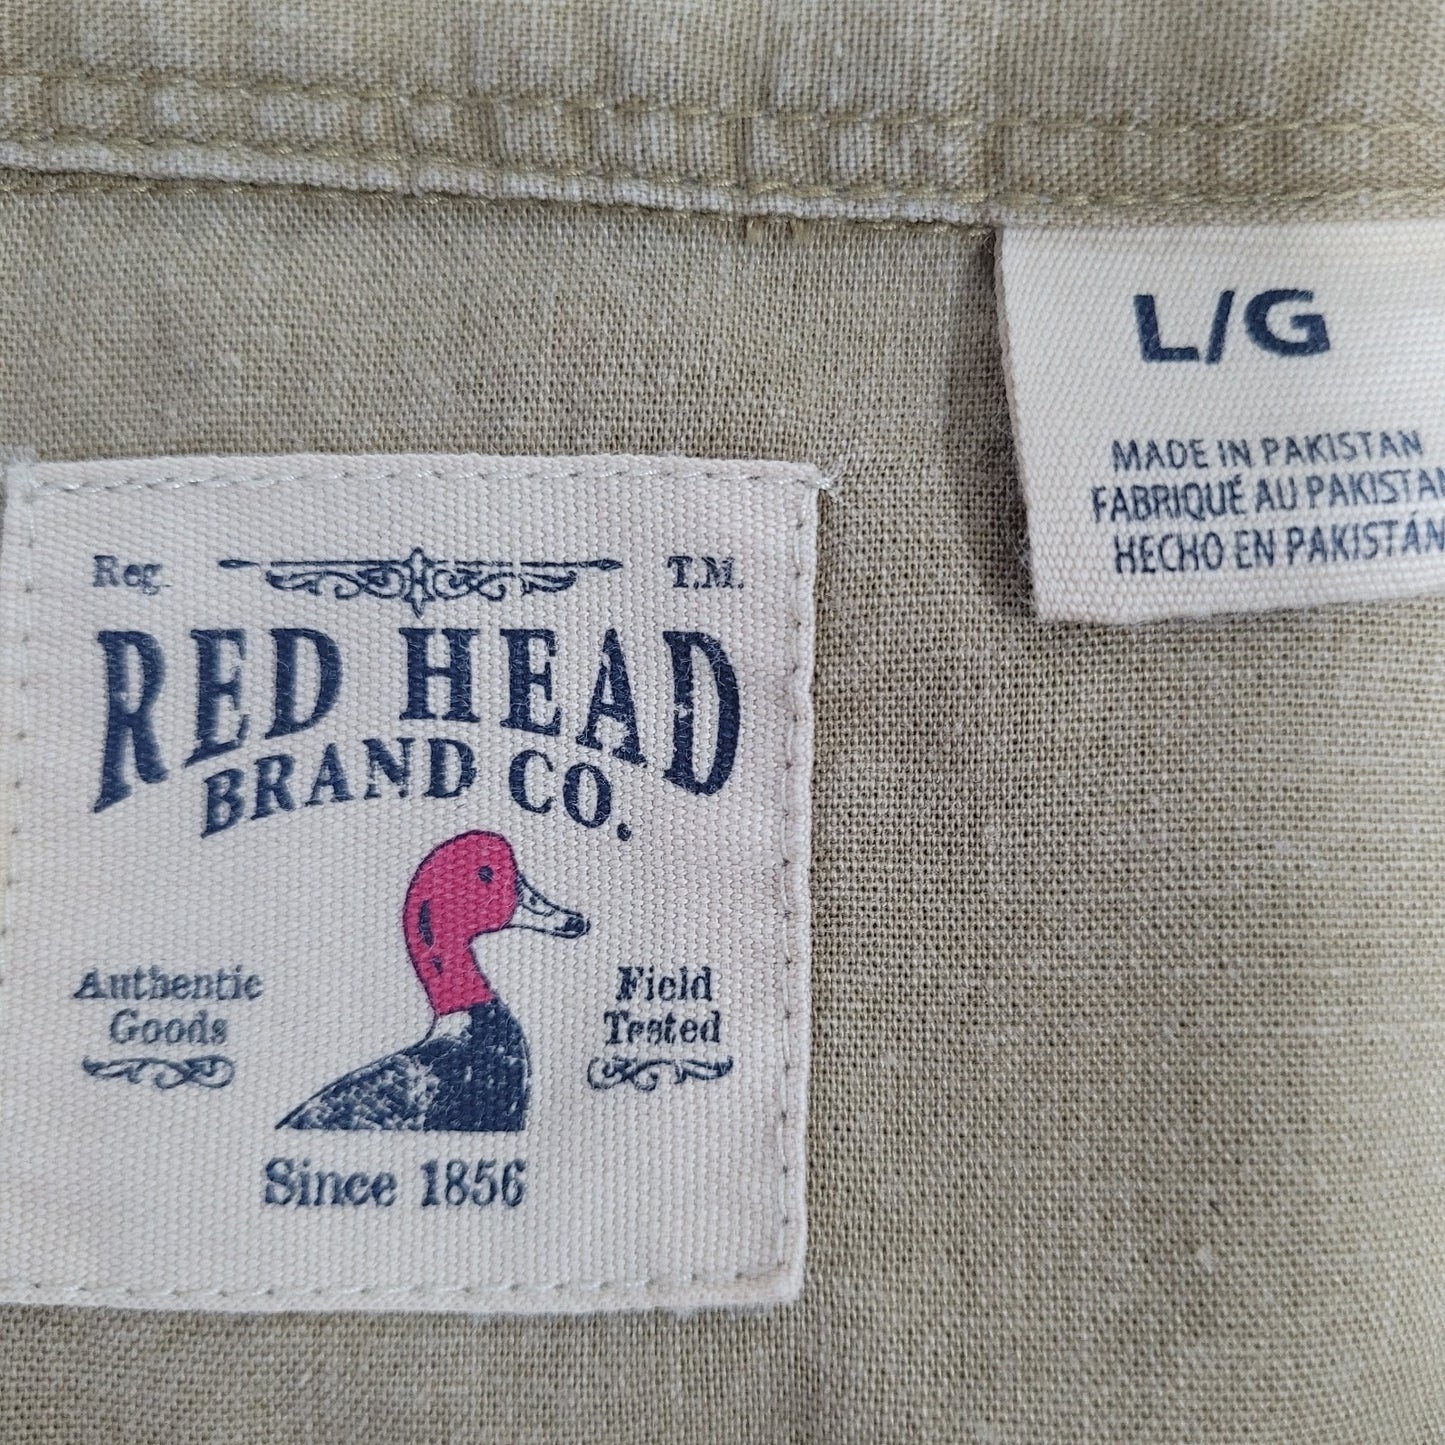 Reg. T.M.
RED HEAD
BRAND CO.
Authentic
Goods
Field
Tested
Since 1856
L/G
MADE IN PAKISTAN
FABRIQUÉ AU PAKISTAN
HECHO EN PAKISTÁN